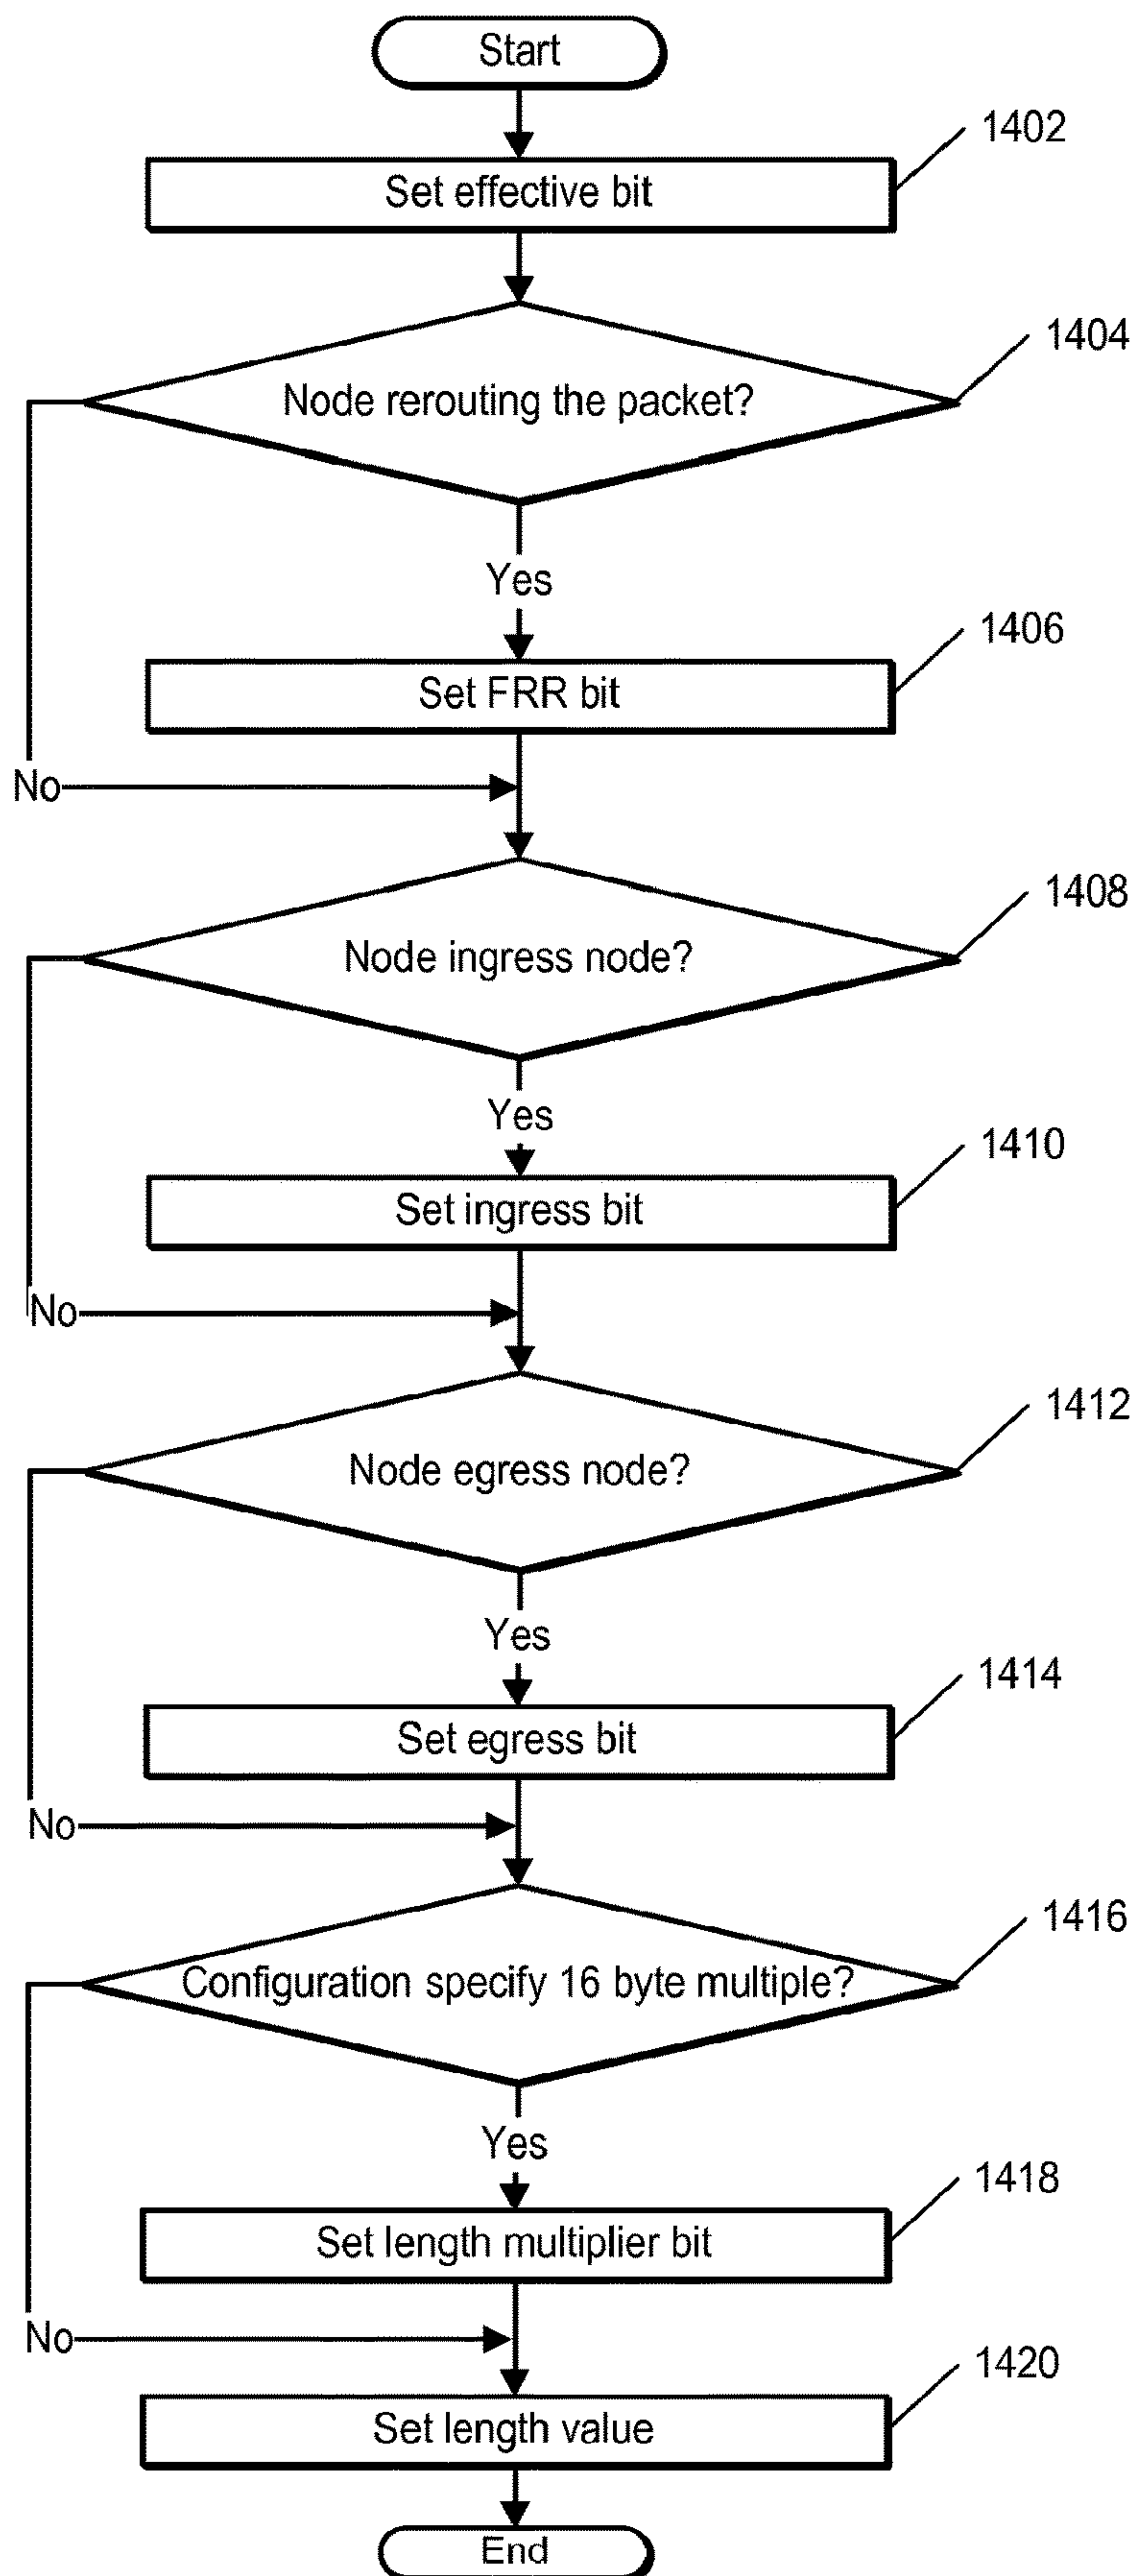 Start
1402
Set effective bit
1404
Node rerouting the packet?
Yes
1406
Set FRR bit
No
1408
Node ingress node?
Yes
1410
Set ingress bit
No
1412
Node egress node?
Yes
1414
Set egress bit
No
1416
Configuration specify 16 byte multiple?
Yes
1418
Set length multiplier bit
No
1420
Set length value
End